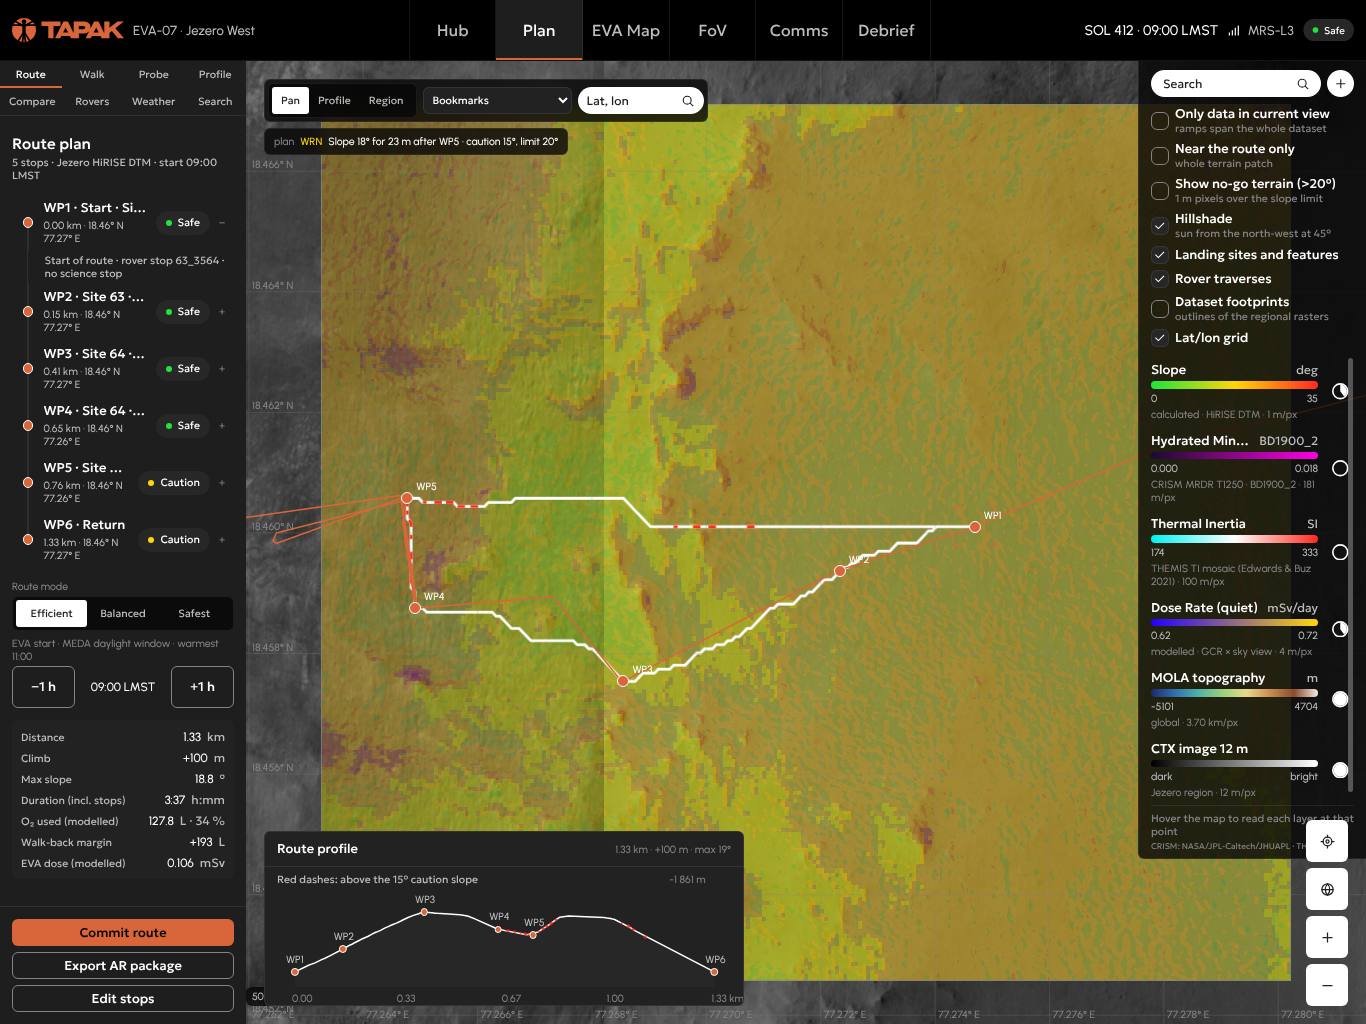 TAPAK
EVA-07 · Jezero West
Hub
Plan
EVA Map
FoV
Comms
Debrief
SOL 412 · 09:00 LMST
MRS-L3
Safe
Route
Walk
Probe
Profile
Compare
Rovers
Weather
Search
Route plan
5 stops · Jezero HiRISE DTM · start 09:00
LMST
WP1 · Start · Si...
0.00 km · 18.46° N
77.27° E
Safe
−
Start of route · rover stop 63_3564 ·
no science stop
WP2 · Site 63 ·...
0.15 km · 18.46° N
77.27° E
Safe
+
WP3 · Site 64 ·...
0.41 km · 18.46° N
77.27° E
Safe
+
WP4 · Site 64 ·...
0.65 km · 18.46° N
77.26° E
Safe
+
WP5 · Site ...
0.76 km · 18.46° N
77.26° E
Caution
+
WP6 · Return
1.33 km · 18.46° N
77.27° E
Caution
+
Route mode
Efficient
Balanced
Safest
EVA start · MEDA daylight window · warmest
11:00
−1 h
09:00 LMST
+1 h
Distance 1.33 km
Climb +100 m
Max slope 18.8 °
Duration (incl. stops) 3:37 h:mm
O₂ used (modelled) 127.8 L · 34 %
Walk-back margin +193 L
EVA dose (modelled) 0.106 mSv
Commit route
Export AR package
Edit stops
Pan
Profile
Region
Bookmarks
Lat, lon
plan WRN Slope 18° for 23 m after WP5 · caution 15°, limit 20°
18.466° N
18.464° N
18.462° N
18.460° N
18.458° N
18.456° N
WP5
WP1
WP2
WP4
WP3
Route profile
1.33 km · +100 m · max 19°
Red dashes: above the 15° caution slope
−1 861 m
WP1
WP2
WP3
WP4
WP5
WP6
0.00
0.33
0.67
1.00
1.33 km
50
77.264° E
77.266° E
77.268° E
77.270° E
77.272° E
77.274° E
77.276° E
77.278° E
77.280° E
Search
+
Only data in current view
ramps span the whole dataset
Near the route only
whole terrain patch
Show no-go terrain (>20°)
1 m pixels over the slope limit
Hillshade
sun from the north-west at 45°
Landing sites and features
Rover traverses
Dataset footprints
outlines of the regional rasters
Lat/lon grid
Slope deg
0 35
calculated · HiRISE DTM · 1 m/px
Hydrated Min... BD1900_2
0.000 0.018
CRISM MRDR T1250 · BD1900_2 · 181
m/px
Thermal Inertia SI
174 333
THEMIS TI mosaic (Edwards & Buz
2021) · 100 m/px
Dose Rate (quiet) mSv/day
0.62 0.72
modelled · GCR × sky view · 4 m/px
MOLA topography m
-5101 4704
global · 3.70 km/px
CTX image 12 m
dark bright
Jezero region · 12 m/px
Hover the map to read each layer at that
point
CRISM: NASA/JPL-Caltech/JHUAPL ·
+
−